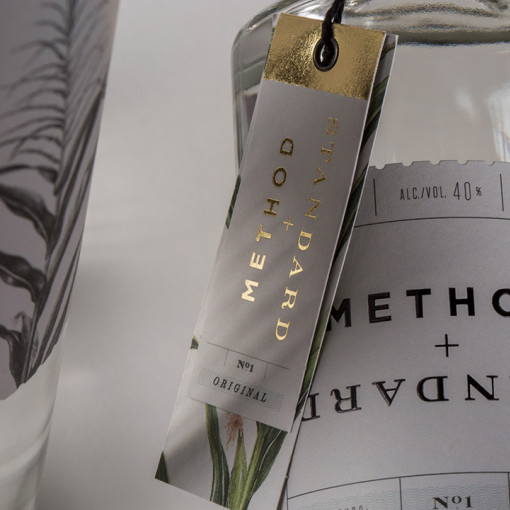 METHOD
+
STANDARD
Nº1
ORIGINAL
ALC./VOL. 40%
METHO
+
NDARD
Nº1